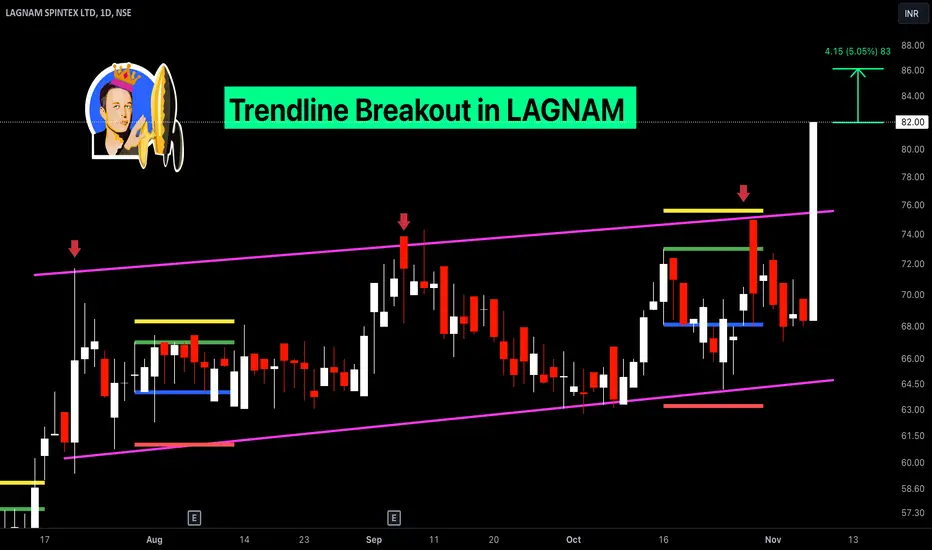 LAGNAM SPINTEX LTD, 1D, NSE
INR
88.00
4.15 (5.05%) 83
86.00
84.00
Trendline Breakout in LAGNAM
82.00
80.00
78.00
76.00
74.00
72.00
70.00
68.00
66.00
64.50
63.00
61.50
60.00
58.60
57.30
E
E
17
Aug
14
23
Sep
11
20
Oct
16
Nov
13